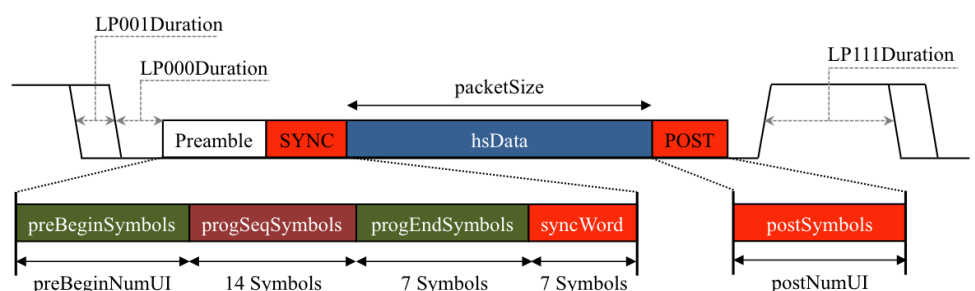 LP001Duration
LP000Duration
LP111Duration
packetSize
Preamble SYNC hsData POST
preBeginSymbols progSeqSymbols progEndSymbols syncWord postSymbols
preBeginNumUI 14 Symbols 7 Symbols 7 Symbols postNumUI